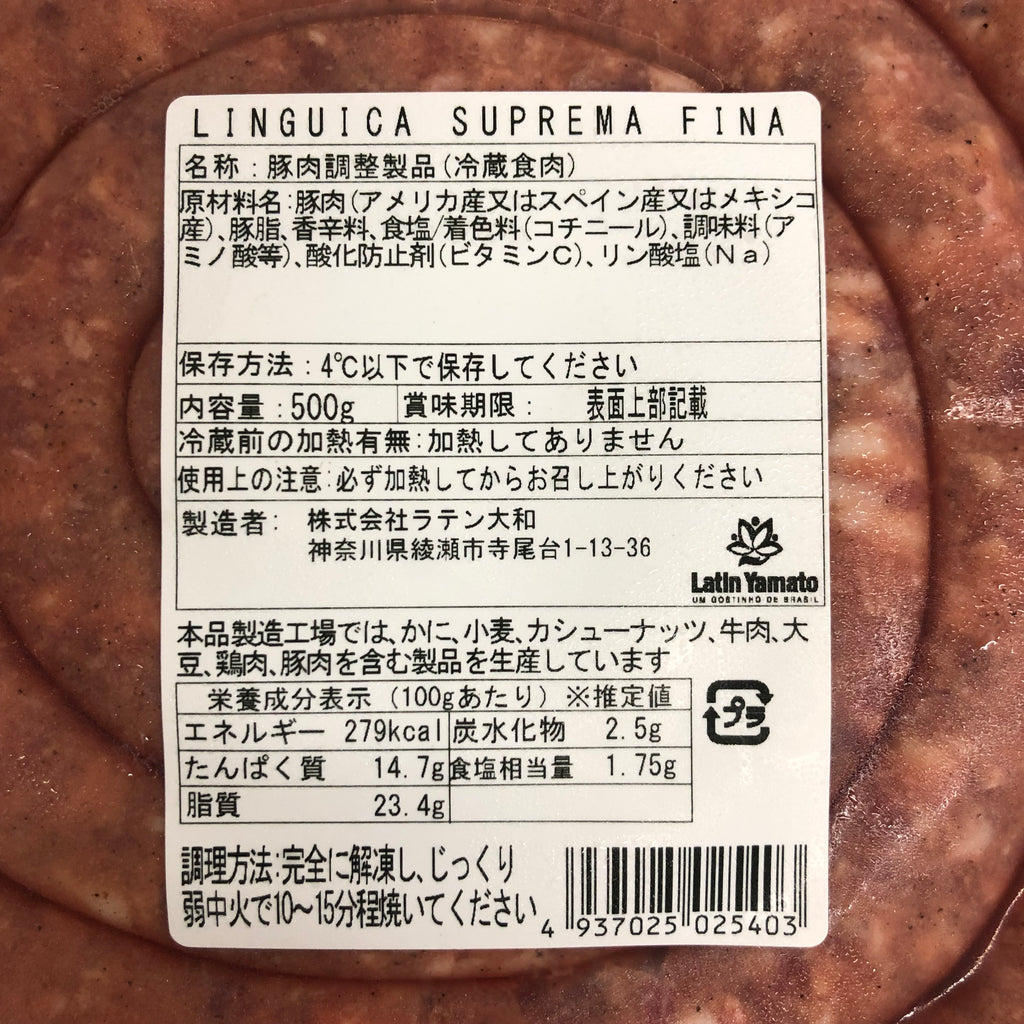 LINGUICA SUPREMA FINA
名称：豚肉調整製品(冷蔵食肉)
原材料名：豚肉(アメリカ産又はスペイン産又はメキシコ
産)、豚脂、香辛料、食塩/着色料(コチニール)、調味料(ア
ミノ酸等)、酸化防止剤(ビタミンC)、リン酸塩(Na)
保存方法：4℃以下で保存してください
内容量：500g 賞味期限： 表面上部記載
冷蔵前の加熱有無：加熱してありません
使用上の注意：必ず加熱してからお召し上がりください
製造者： 株式会社ラテン大和
神奈川県綾瀬市寺尾台1-13-36
Latin Yamato
UM GOSTINHO DE BRASIL
本品製造工場では、かに、小麦、カシューナッツ、牛肉、大
豆、鶏肉、豚肉を含む製品を生産しています
栄養成分表示 (100gあたり) ※推定値
エネルギー 279kcal 炭水化物 2.5g
たんぱく質 14.7g 食塩相当量 1.75g
脂質 23.4g
プラ
調理方法：完全に解凍し、じっくり
弱中火で10～15分程焼いてください
4 937025 025403